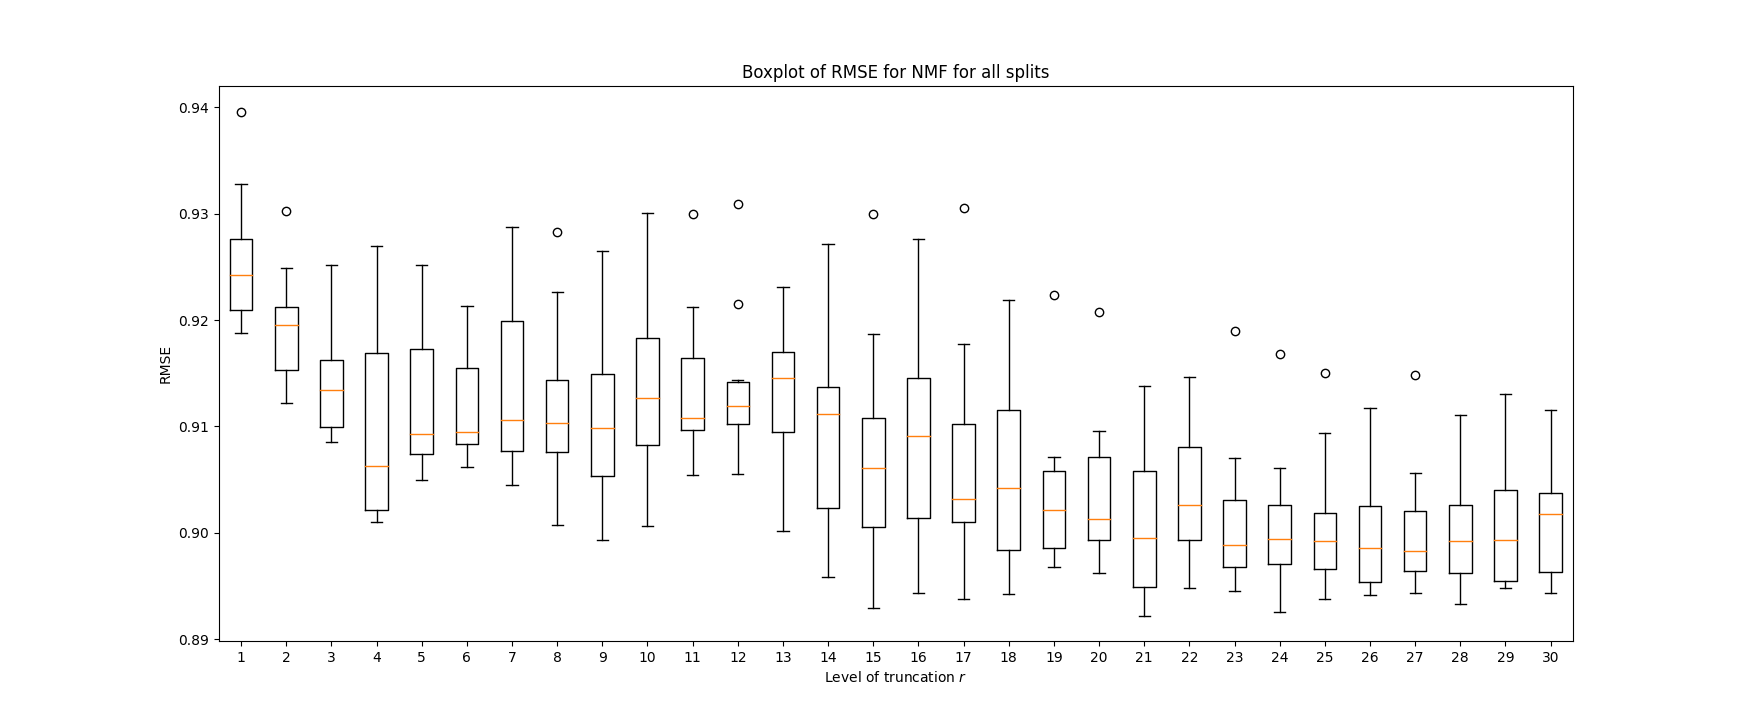 Boxplot of RMSE for NMF for all splits
0.94
0.93
0.92
0.91
0.90
0.89
RMSE
1 2 3 4 5 6 7 8 9 10 11 12 13 14 15 16 17 18 19 20 21 22 23 24 25 26 27 28 29 30
Level of truncation r